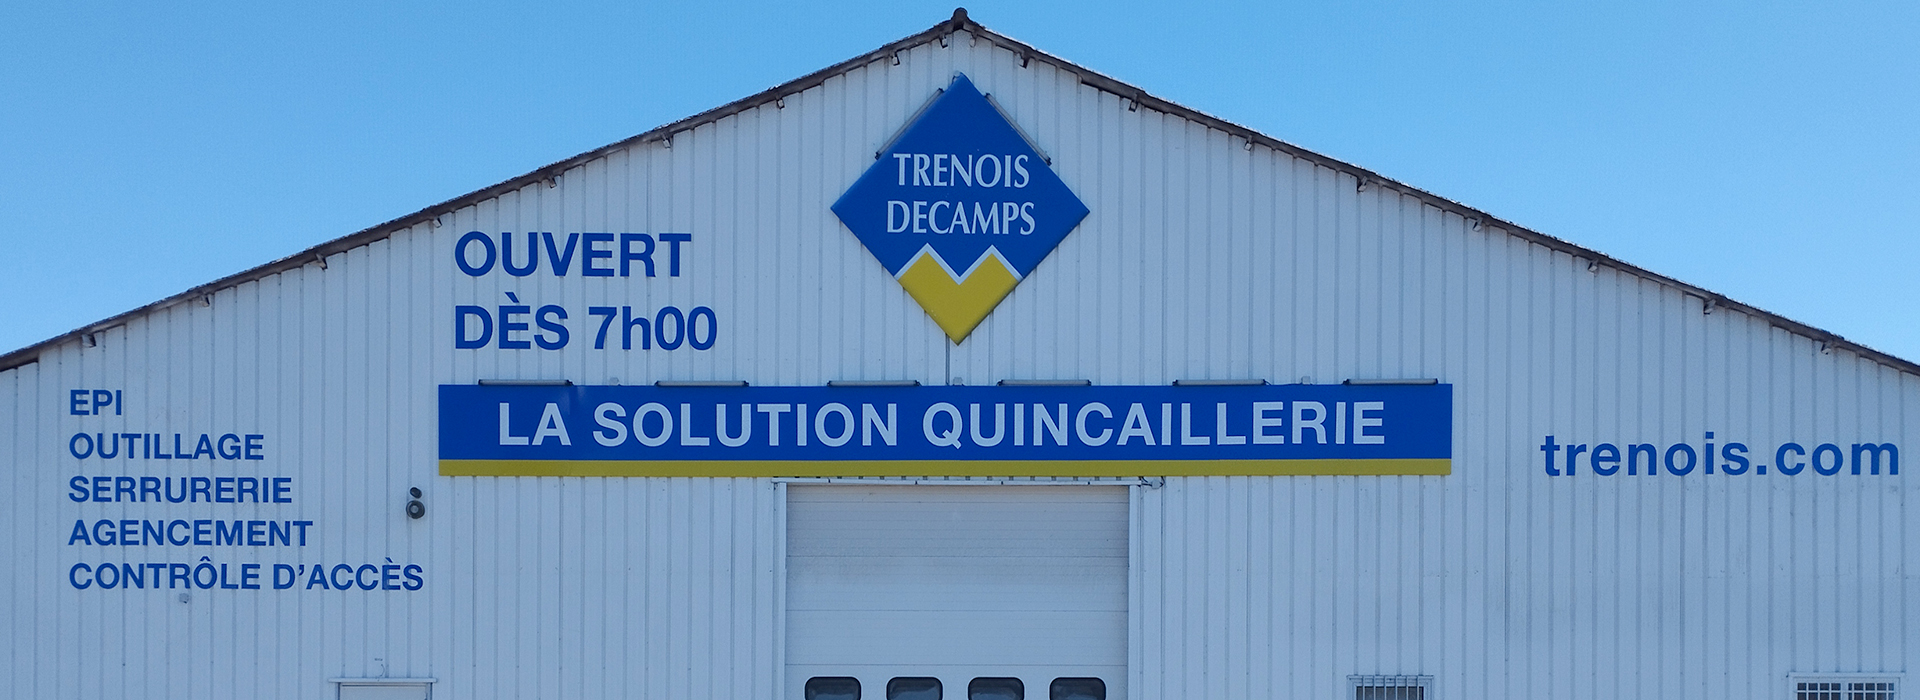 TRENOIS
DECAMPS
OUVERT
DÈS 7h00
LA SOLUTION QUINCAILLERIE
EPI
OUTILLAGE
SERRURERIE
AGENCEMENT
CONTRÔLE D'ACCÈS
trenois.com